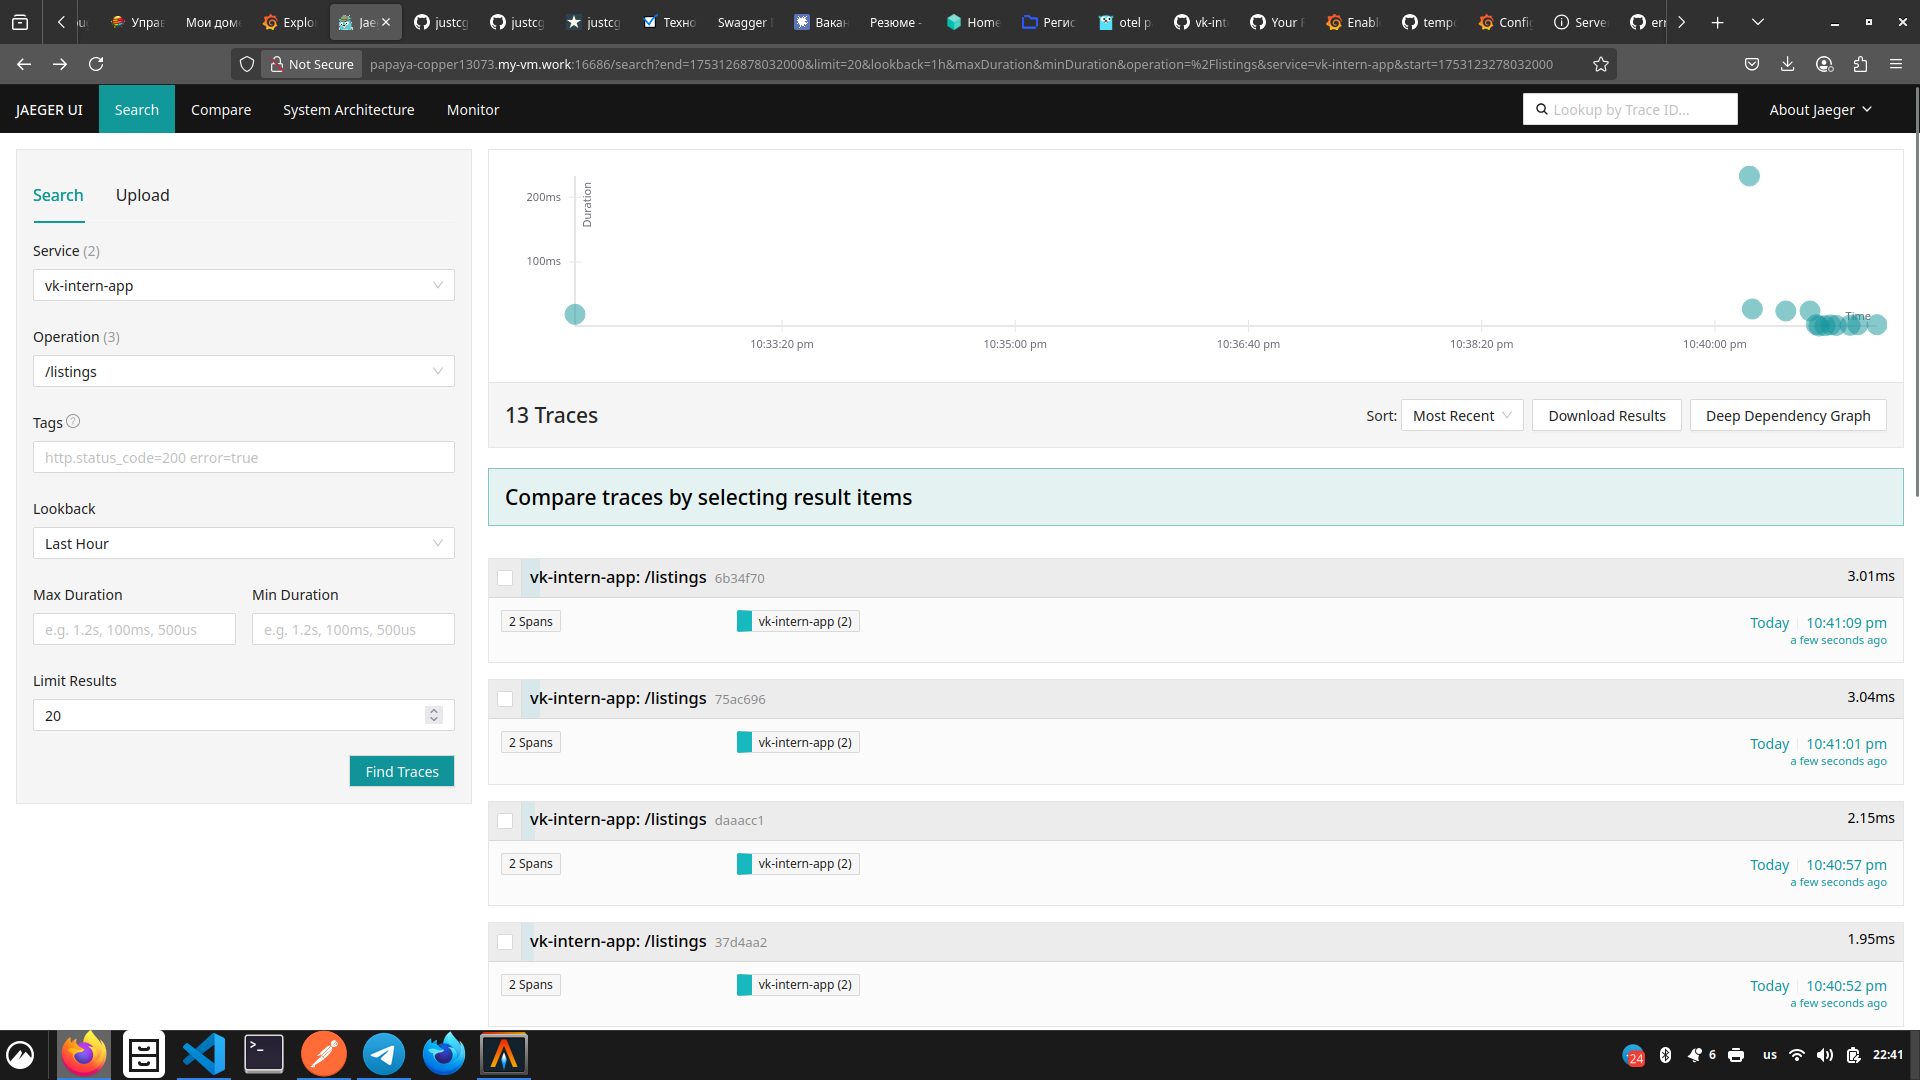 Управ
Мои дом
Explo
Jae
justcg
justcg
justcg
Техно
Swagger
Вакан
Резюме -
Home
Регис
otel p
vk-int
Your F
Enabl
temp
Confi
Serve
er
Not Secure
papaya-copper13073.my-vm.work:16686/search?end=1753126878032000&limit=20&lookback=1h&maxDuration&minDuration&operation=%2Flistings&service=vk-intern-app&start=1753123278032000
JAEGER UI
Search
Compare
System Architecture
Monitor
Lookup by Trace ID...
About Jaeger
Search
Upload
Service (2)
vk-intern-app
Operation (3)
/listings
Tags
http.status_code=200 error=true
Lookback
Last Hour
Max Duration
Min Duration
e.g. 1.2s, 100ms, 500us
e.g. 1.2s, 100ms, 500us
Limit Results
20
Find Traces
200ms
100ms
Duration
Time
10:33:20 pm
10:35:00 pm
10:36:40 pm
10:38:20 pm
10:40:00 pm
13 Traces
Sort:
Most Recent
Download Results
Deep Dependency Graph
Compare traces by selecting result items
vk-intern-app: /listings 6b34f70
3.01ms
2 Spans
vk-intern-app (2)
Today 10:41:09 pm
a few seconds ago
vk-intern-app: /listings 75ac696
3.04ms
2 Spans
vk-intern-app (2)
Today 10:41:01 pm
a few seconds ago
vk-intern-app: /listings daaacc1
2.15ms
2 Spans
vk-intern-app (2)
Today 10:40:57 pm
a few seconds ago
vk-intern-app: /listings 37d4aa2
1.95ms
2 Spans
vk-intern-app (2)
Today 10:40:52 pm
a few seconds ago
24
6
us
22:41